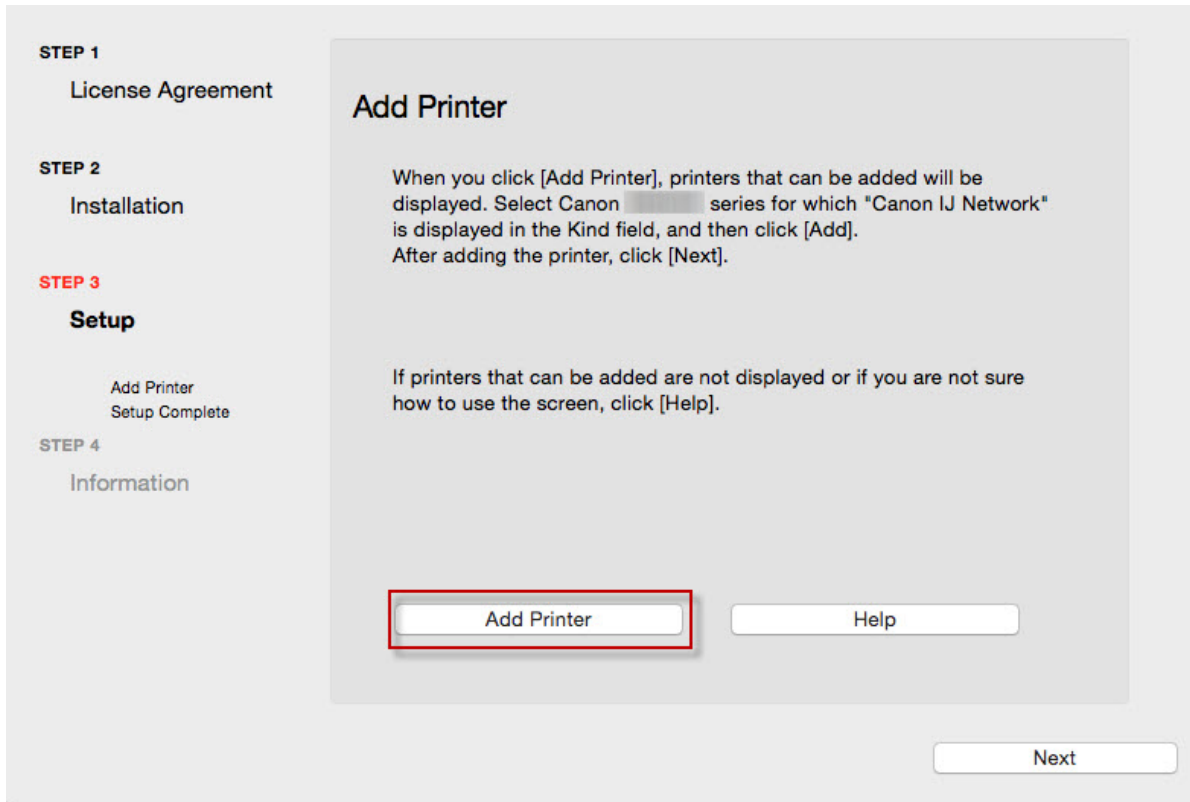 STEP 1
License Agreement
STEP 2
Installation
STEP 3
Setup
Add Printer
Setup Complete
STEP 4
Information
Add Printer
When you click [Add Printer], printers that can be added will be
displayed. Select Canon series for which "Canon IJ Network"
is displayed in the Kind field, and then click [Add].
After adding the printer, click [Next].
If printers that can be added are not displayed or if you are not sure
how to use the screen, click [Help].
Add Printer
Help
Next